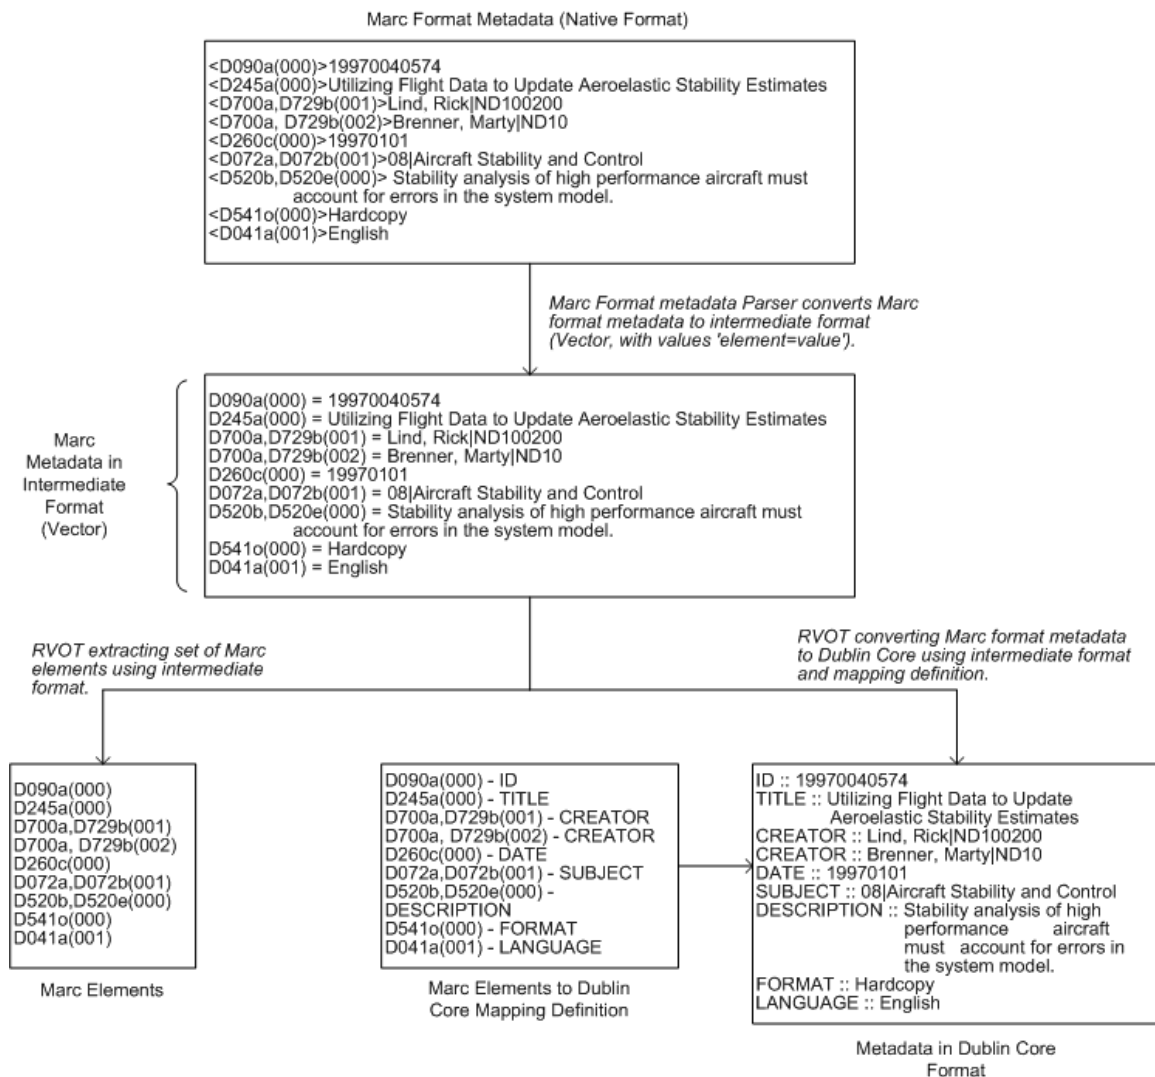 Marc Format Metadata (Native Format)
<D090a(000)>19970040574
<D245a(000)>Utilizing Flight Data to Update Aeroelastic Stability Estimates
<D700a,D729b(001)>Lind, Rick|ND100200
<D700a, D729b(002)>Brenner, Marty|ND10
<D260c(000)>19970101
<D072a,D072b(001)>08|Aircraft Stability and Control
<D520b,D520e(000)> Stability analysis of high performance aircraft must
account for errors in the system model.
<D541o(000)>Hardcopy
<D041a(001)>English
Marc Format metadata Parser converts Marc
format metadata to intermediate format
(Vector, with values 'element=value').
Marc
Metadata in
Intermediate
Format
(Vector)
D090a(000) = 19970040574
D245a(000) = Utilizing Flight Data to Update Aeroelastic Stability Estimates
D700a,D729b(001) = Lind, Rick|ND100200
D700a,D729b(002) = Brenner, Marty|ND10
D260c(000) = 19970101
D072a,D072b(001) = 08|Aircraft Stability and Control
D520b,D520e(000) = Stability analysis of high performance aircraft must
account for errors in the system model.
D541o(000) = Hardcopy
D041a(001) = English
RVOT extracting set of Marc
elements using intermediate
format.
RVOT converting Marc format metadata
to Dublin Core using intermediate format
and mapping definition.
D090a(000)
D245a(000)
D700a,D729b(001)
D700a, D729b(002)
D260c(000)
D072a,D072b(001)
D520b,D520e(000)
D541o(000)
D041a(001)
Marc Elements
D090a(000) - ID
D245a(000) - TITLE
D700a,D729b(001) - CREATOR
D700a, D729b(002) - CREATOR
D260c(000) - DATE
D072a,D072b(001) - SUBJECT
D520b,D520e(000) -
DESCRIPTION
D541o(000) - FORMAT
D041a(001) - LANGUAGE
Marc Elements to Dublin
Core Mapping Definition
ID :: 19970040574
TITLE :: Utilizing Flight Data to Update
Aeroelastic Stability Estimates
CREATOR :: Lind, Rick|ND100200
CREATOR :: Brenner, Marty|ND10
DATE :: 19970101
SUBJECT :: 08|Aircraft Stability and Control
DESCRIPTION :: Stability analysis of high
performance aircraft
must account for errors in
the system model.
FORMAT :: Hardcopy
LANGUAGE :: English
Metadata in Dublin Core
Format